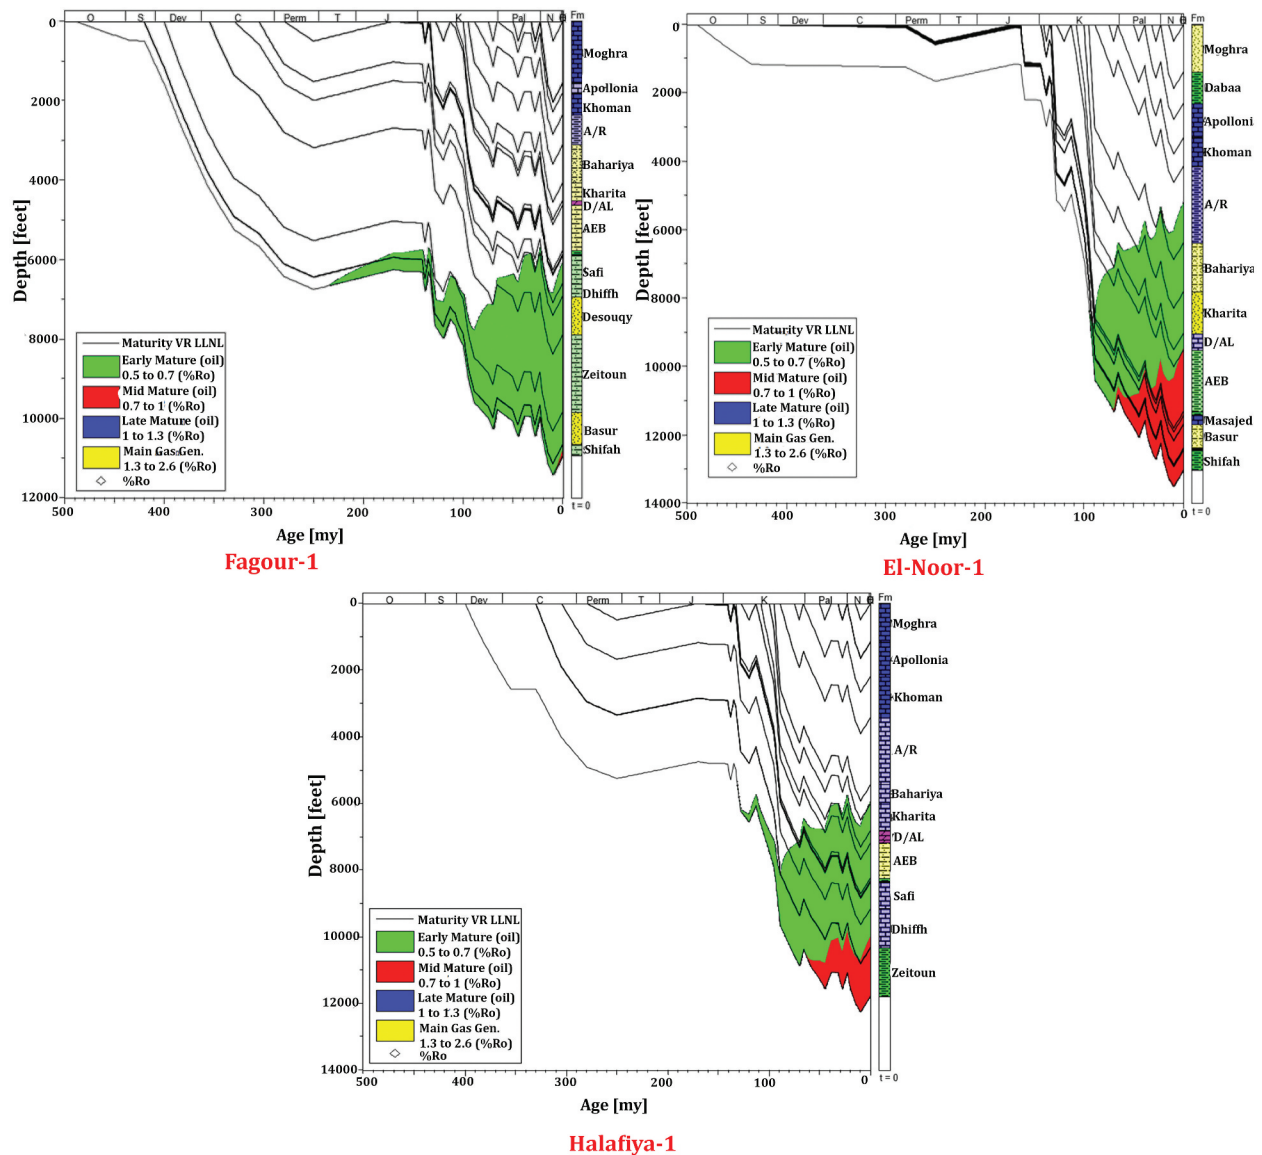 O S Dev C Perm T J K Pal N Fm
0
2000
4000
6000
8000
10000
12000
Depth [feet]
500 400 300 200 100 0
Age [my]
Moghra
Apollonia
Khoman
A/R
Bahariya
Kharita
D/AL
AEB
Safi
Dhiffh
Desouqy
Zeitoun
Basur
Shifah
t = 0
Maturity VR LLNL
Early Mature (oil)
0.5 to 0.7 (%Ro)
Mid Mature (oil)
0.7 to 1 (%Ro)
Late Mature (oil)
1 to 1.3 (%Ro)
Main Gas Gen.
1.3 to 2.6 (%Ro)
%Ro
Fagour-1
O S Dev C Perm T J K Pal N Fm
0
2000
4000
6000
8000
10000
12000
14000
Depth [feet]
500 400 300 200 100 0
Age [my]
Moghra
Dabaa
Apolloni
Khoman
A/R
Bahariya
Kharita
D/AL
AEB
Masajed
Basur
Shifah
t = 0
Maturity VR LLNL
Early Mature (oil)
0.5 to 0.7 (%Ro)
Mid Mature (oil)
0.7 to 1 (%Ro)
Late Mature (oil)
1 to 1.3 (%Ro)
Main Gas Gen.
1.3 to 2.6 (%Ro)
%Ro
El-Noor-1
O S Dev C Perm T J K Pal N Fm
0
2000
4000
6000
8000
10000
12000
14000
Depth [feet]
500 400 300 200 100 0
Age [my]
Moghra
Apollonia
Khoman
A/R
Bahariya
Kharita
D/AL
AEB
Safi
Dhiffh
Zeitoun
t = 0
Maturity VR LLNL
Early Mature (oil)
0.5 to 0.7 (%Ro)
Mid Mature (oil)
0.7 to 1 (%Ro)
Late Mature (oil)
1 to 1.3 (%Ro)
Main Gas Gen.
1.3 to 2.6 (%Ro)
%Ro
Halafiya-1